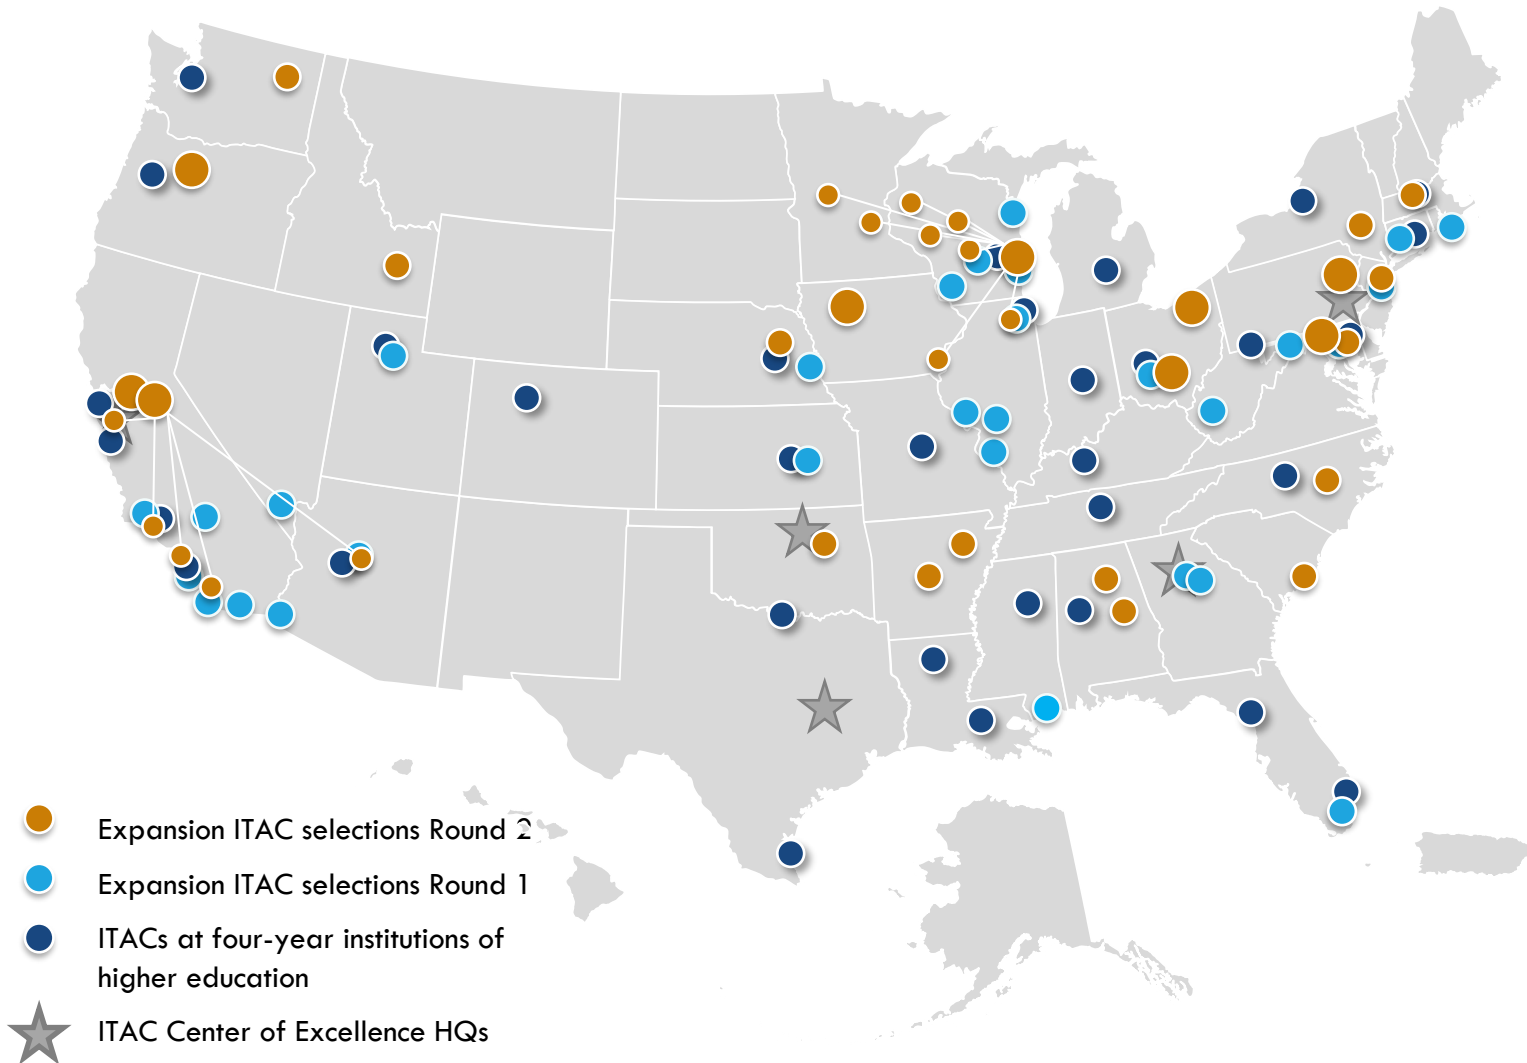 Expansion ITAC selections Round 2
Expansion ITAC selections Round 1
ITACs at four-year institutions of
higher education
ITAC Center of Excellence HQs